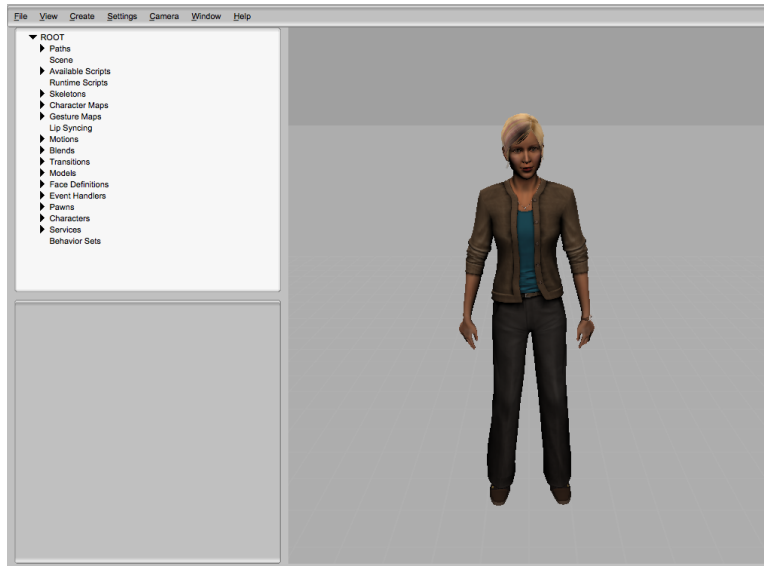 File View Create Settings Camera Window Help
ROOT
Paths
Scene
Available Scripts
Runtime Scripts
Skeletons
Character Maps
Gesture Maps
Lip Syncing
Motions
Blends
Transitions
Models
Face Definitions
Event Handlers
Pawns
Characters
Services
Behavior Sets